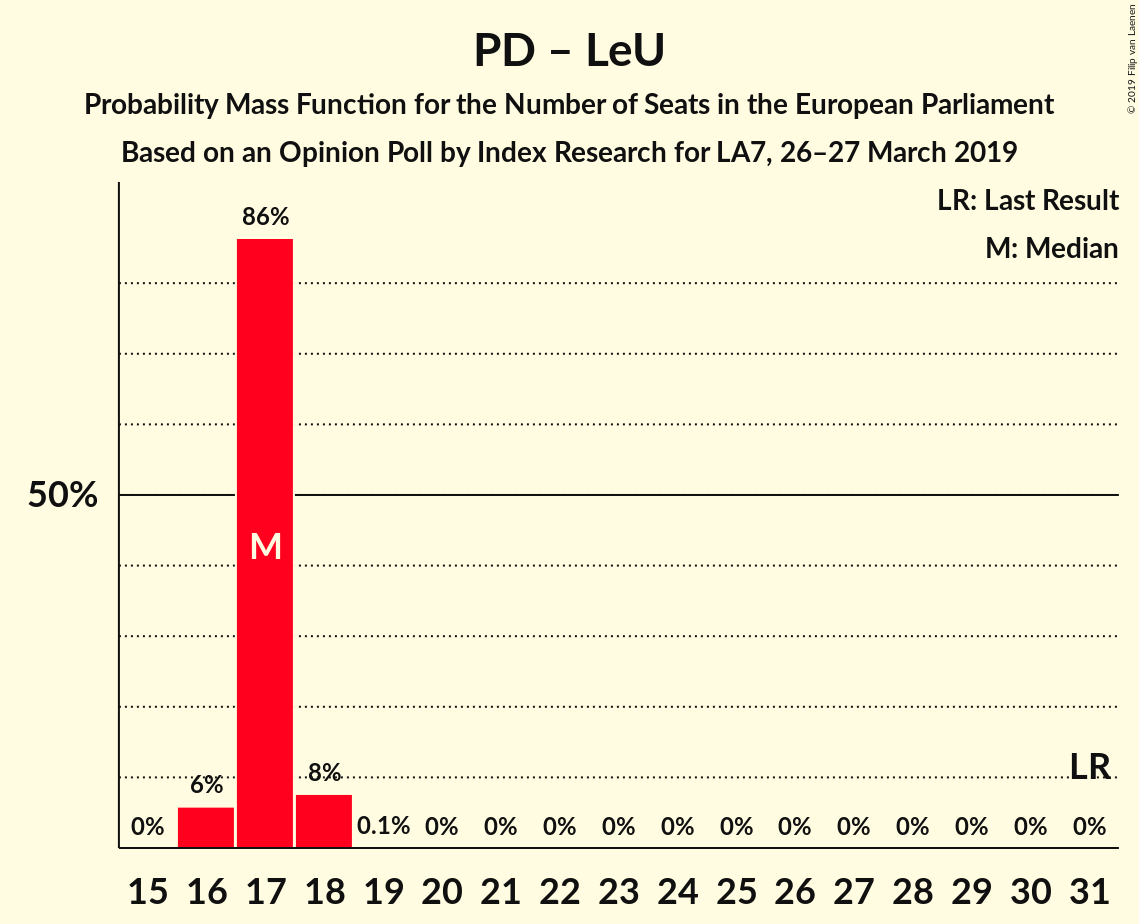 PD – LeU
Probability Mass Function for the Number of Seats in the European Parliament
Based on an Opinion Poll by Index Research for LA7, 26–27 March 2019
© 2019 Filip van Laenen
LR: Last Result
M: Median
86%
50%
M
LR
6%
8%
0%
0.1%
0%
0%
0%
0%
0%
0%
0%
0%
0%
0%
0%
0%
15 16 17 18 19 20 21 22 23 24 25 26 27 28 29 30 31